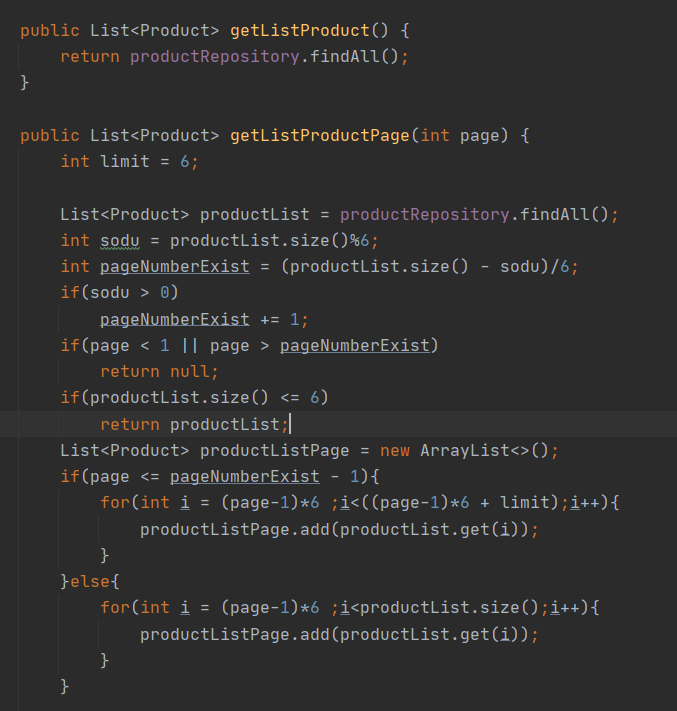 public List<Product> getListProduct() {
    return productRepository.findAll();
}
public List<Product> getListProductPage(int page) {
    int limit = 6;
    List<Product> productList = productRepository.findAll();
    int sodu = productList.size()%6;
    int pageNumberExist = (productList.size() - sodu)/6;
    if(sodu > 0)
        pageNumberExist += 1;
    if(page < 1 || page > pageNumberExist)
        return null;
    if(productList.size() <= 6)
        return productList;
    List<Product> productListPage = new ArrayList<>();
    if(page <= pageNumberExist - 1){
        for(int i = (page-1)*6 ;i<((page-1)*6 + limit);i++){
            productListPage.add(productList.get(i));
        }
    }else{
        for(int i = (page-1)*6 ;i<productList.size();i++){
            productListPage.add(productList.get(i));
        }
    }